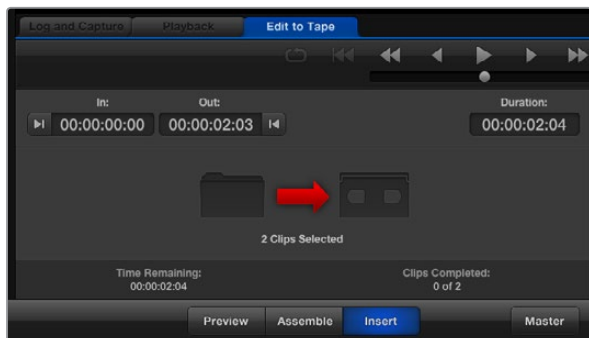 Log and Capture Playback Edit to Tape
In: Out: Duration:
00:00:00:00 00:00:02:03 00:00:02:04
2 Clips Selected
Time Remaining: Clips Completed:
00:00:02:04 0 of 2
Preview Assemble Insert Master